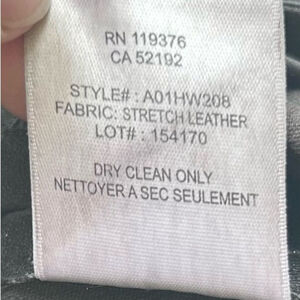 RN 119376
CA 52192
STYLE# : A01HW208
FABRIC: STRETCH LEATHER
LOT# : 154170
DRY CLEAN ONLY
NETTOYER A SEC SEULEMENT